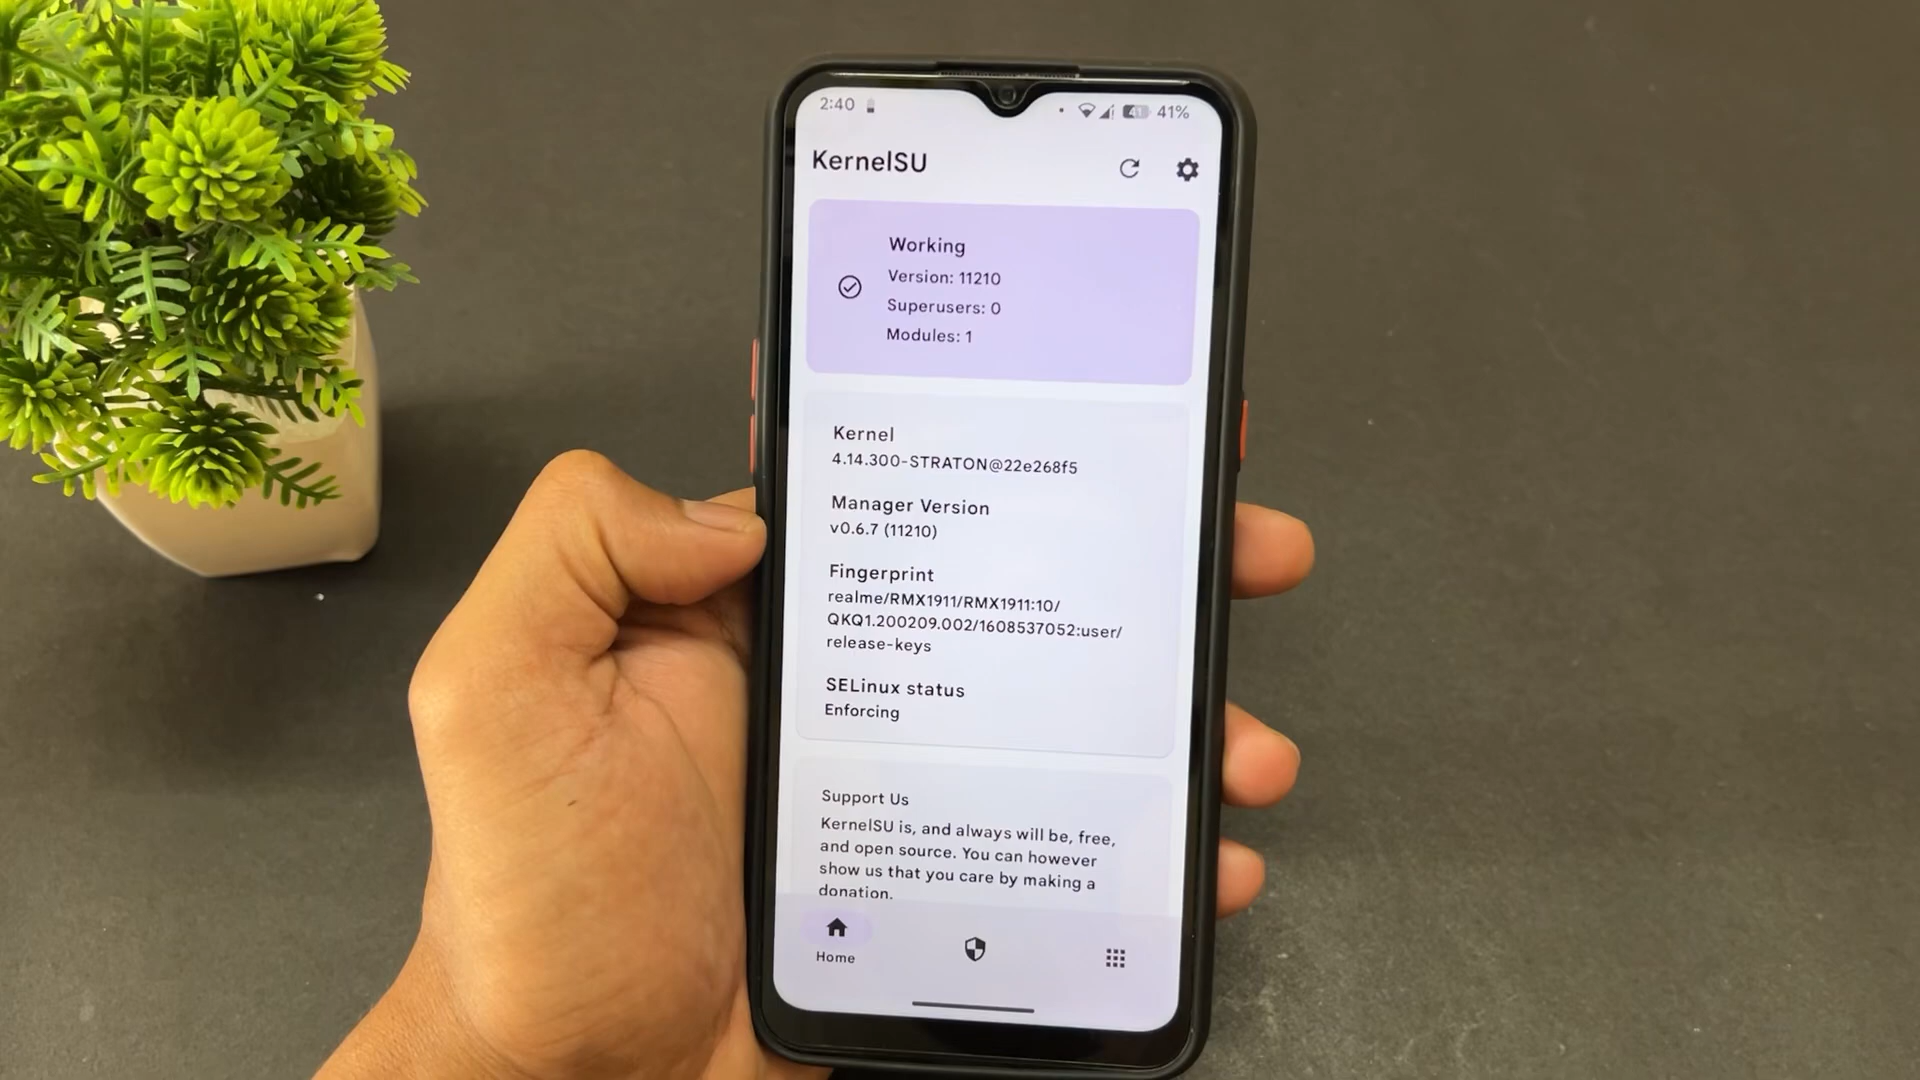 2:40
41 41%
KernelSU
Working
Version: 11210
Superusers: 0
Modules: 1
Kernel
4.14.300-STRATON@22e268f5
Manager Version
v0.6.7 (11210)
Fingerprint
realme/RMX1911/RMX1911:10/
QKQ1.200209.002/1608537052:user/
release-keys
SELinux status
Enforcing
Support Us
KernelSU is, and always will be, free,
and open source. You can however
show us that you care by making a
donation.
Home